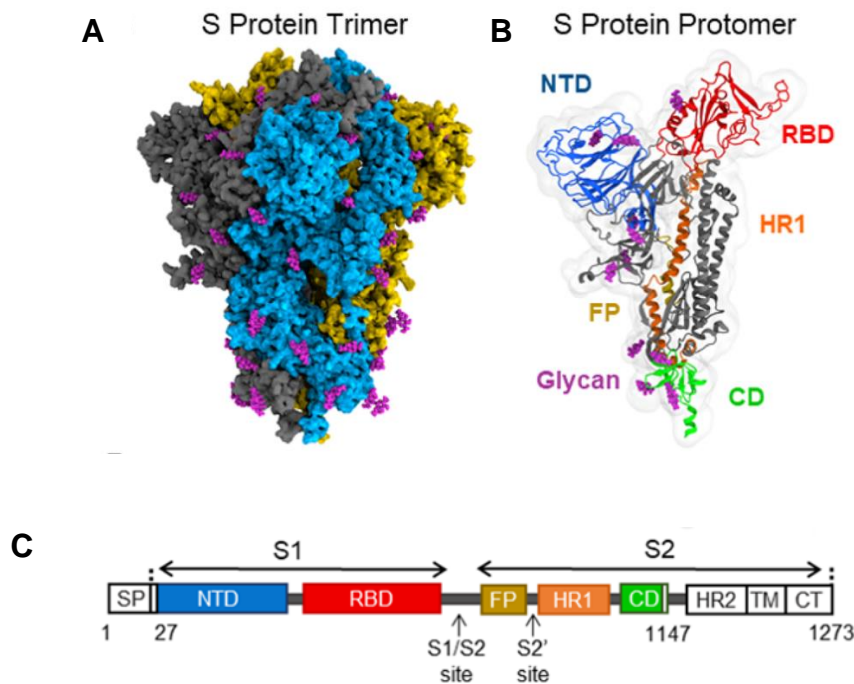 A
S Protein Trimer
B
S Protein Protomer
NTD
RBD
HR1
FP
Glycan
CD
C
S1
S2
SP
NTD
RBD
FP
HR1
CD
HR2
TM
CT
1
27
S1/S2
site
S2'
site
1147
1273